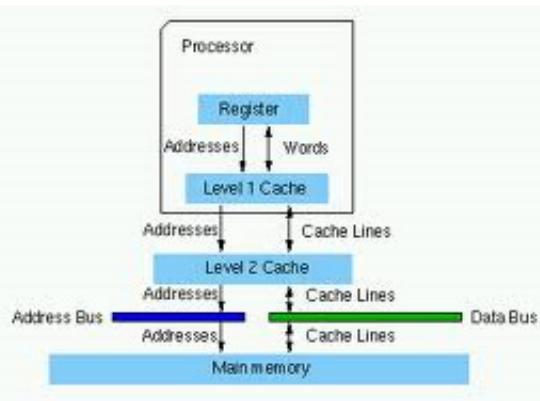 Processor
Register
Addresses Words
Level 1 Cache
Addresses Cache Lines
Level 2 Cache
Addresses Cache Lines
Address Bus Data Bus
Addresses Cache Lines
Main memory